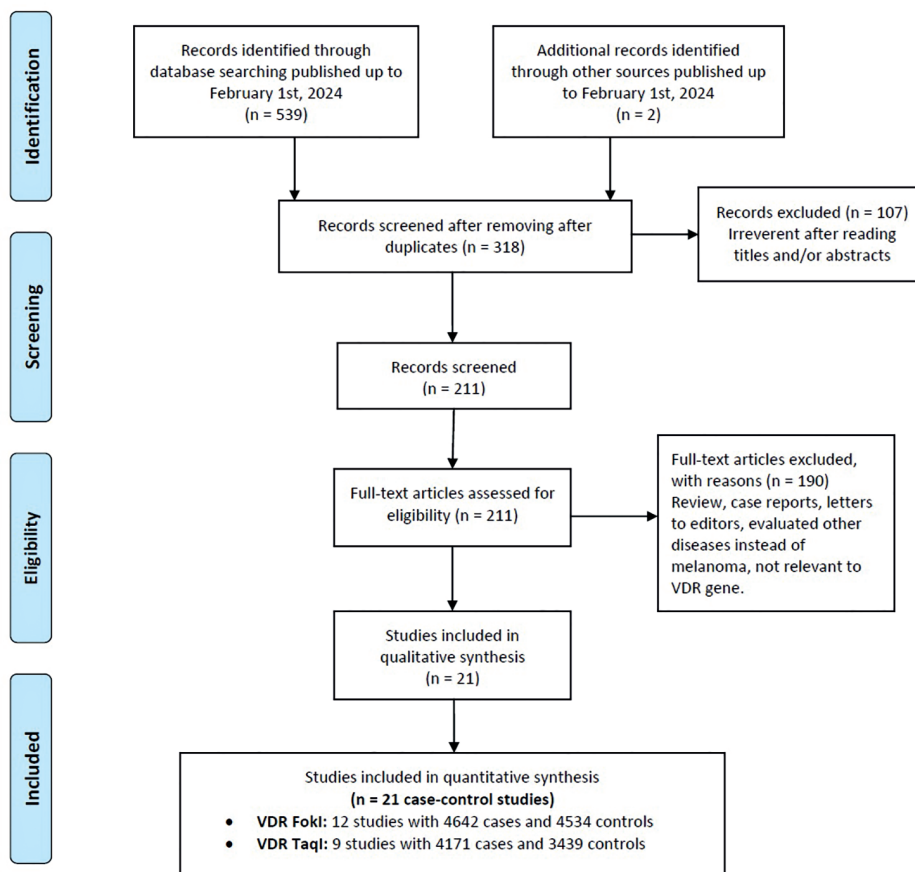 Identification
Records identified through
database searching published up to
February 1st, 2024
(n = 539)
Additional records identified
through other sources published up
to February 1st, 2024
(n = 2)
Records screened after removing after
duplicates (n = 318)
Records excluded (n = 107)
Irreverent after reading
titles and/or abstracts
Screening
Records screened
(n = 211)
Eligibility
Full-text articles assessed for
eligibility (n = 211)
Full-text articles excluded,
with reasons (n = 190)
Review, case reports, letters
to editors, evaluated other
diseases instead of
melanoma, not relevant to
VDR gene.
Studies included in
qualitative synthesis
(n = 21)
Included
Studies included in quantitative synthesis
(n = 21 case-control studies)
• VDR FokI: 12 studies with 4642 cases and 4534 controls
• VDR TaqI: 9 studies with 4171 cases and 3439 controls